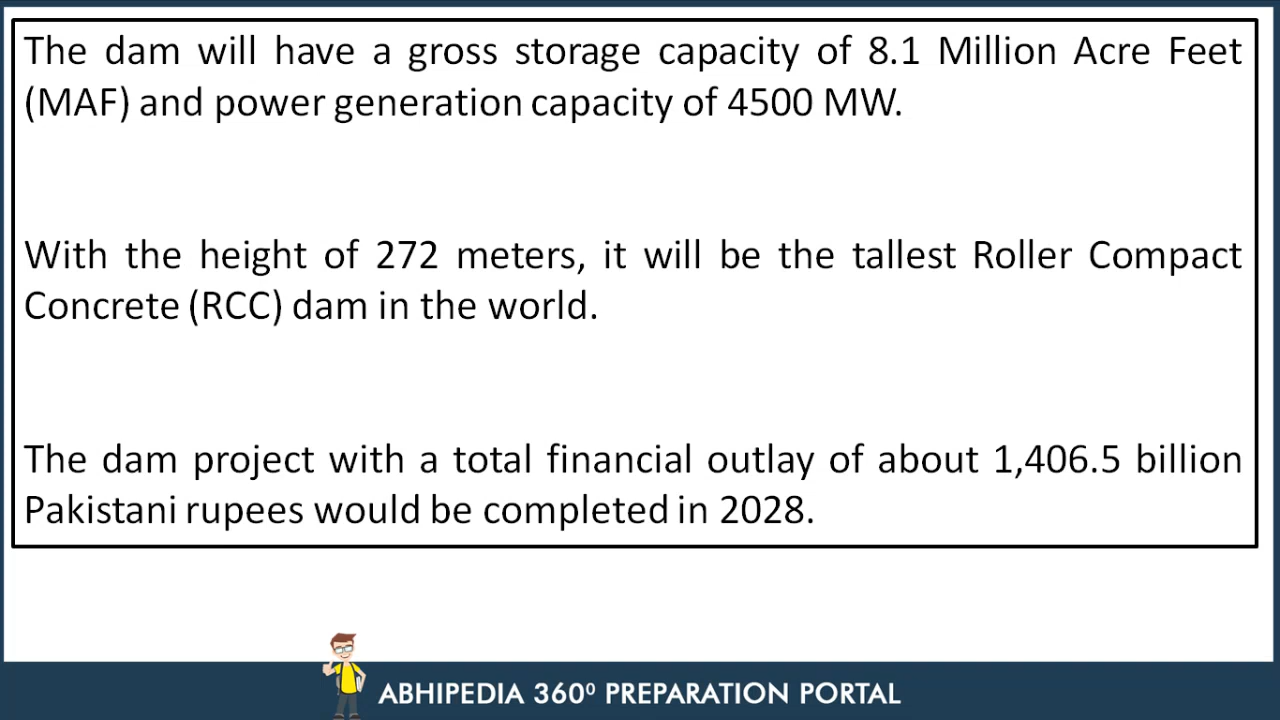 The dam will have a gross storage capacity of 8.1 Million Acre Feet
(MAF) and power generation capacity of 4500 MW.
With the height of 272 meters, it will be the tallest Roller Compact
Concrete (RCC) dam in the world.
The dam project with a total financial outlay of about 1,406.5 billion
Pakistani rupees would be completed in 2028.
ABHIPEDIA 360⁰ PREPARATION PORTAL